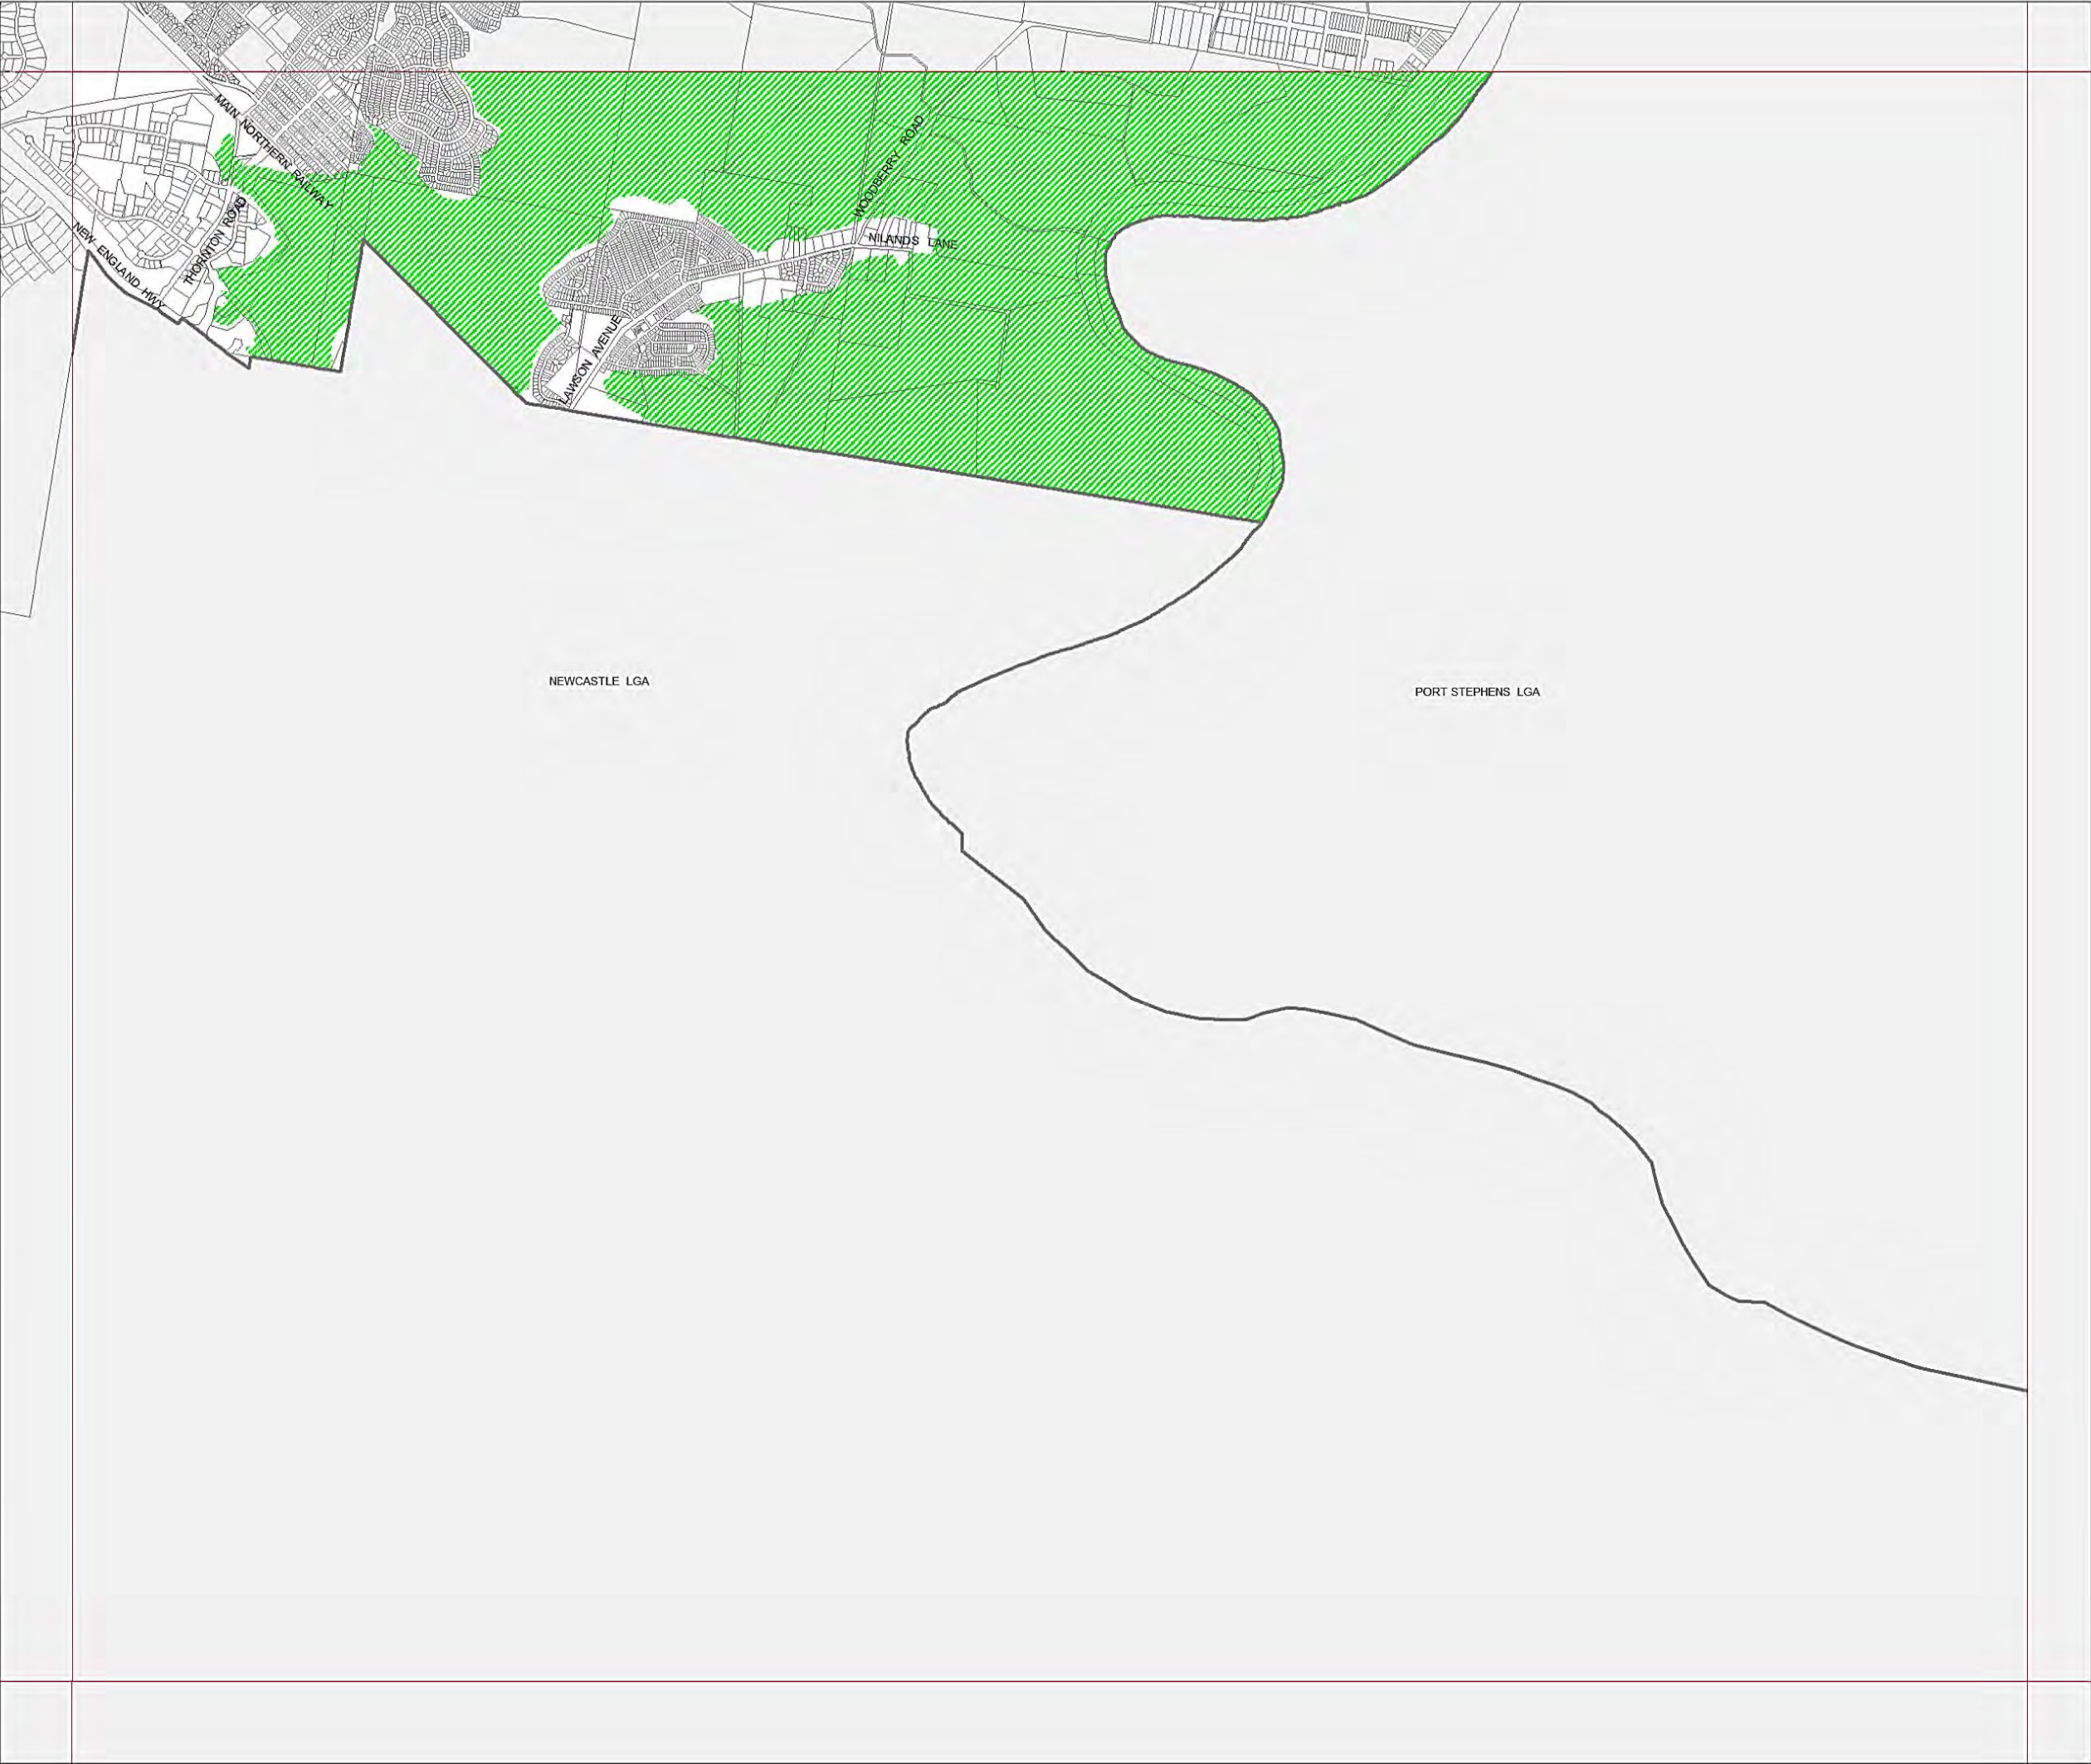 MAIN NORTHERN RAILWAY
WOODBERRY ROAD
THORNTON ROAD
NEW ENGLAND HWY
NILANDS LANE
LAWSON AVENUE
NEWCASTLE LGA
PORT STEPHENS LGA